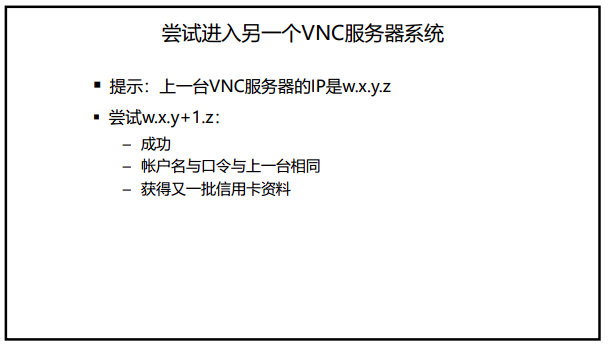 尝试进入另一个VNC服务器系统
▪ 提示：上一台VNC服务器的IP是w.x.y.z
▪ 尝试w.x.y+1.z：
– 成功
– 帐户名与口令与上一台相同
– 获得又一批信用卡资料